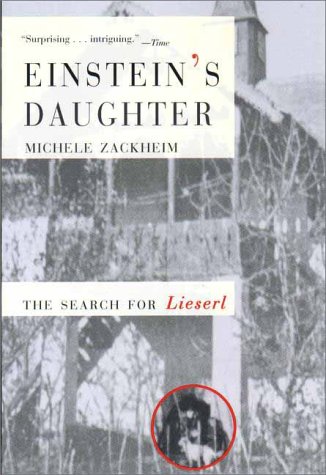 “Surprising . . . intriguing.” —Time
EINSTEIN’S
DAUGHTER
MICHELE ZACKHEIM
THE SEARCH FOR Lieserl